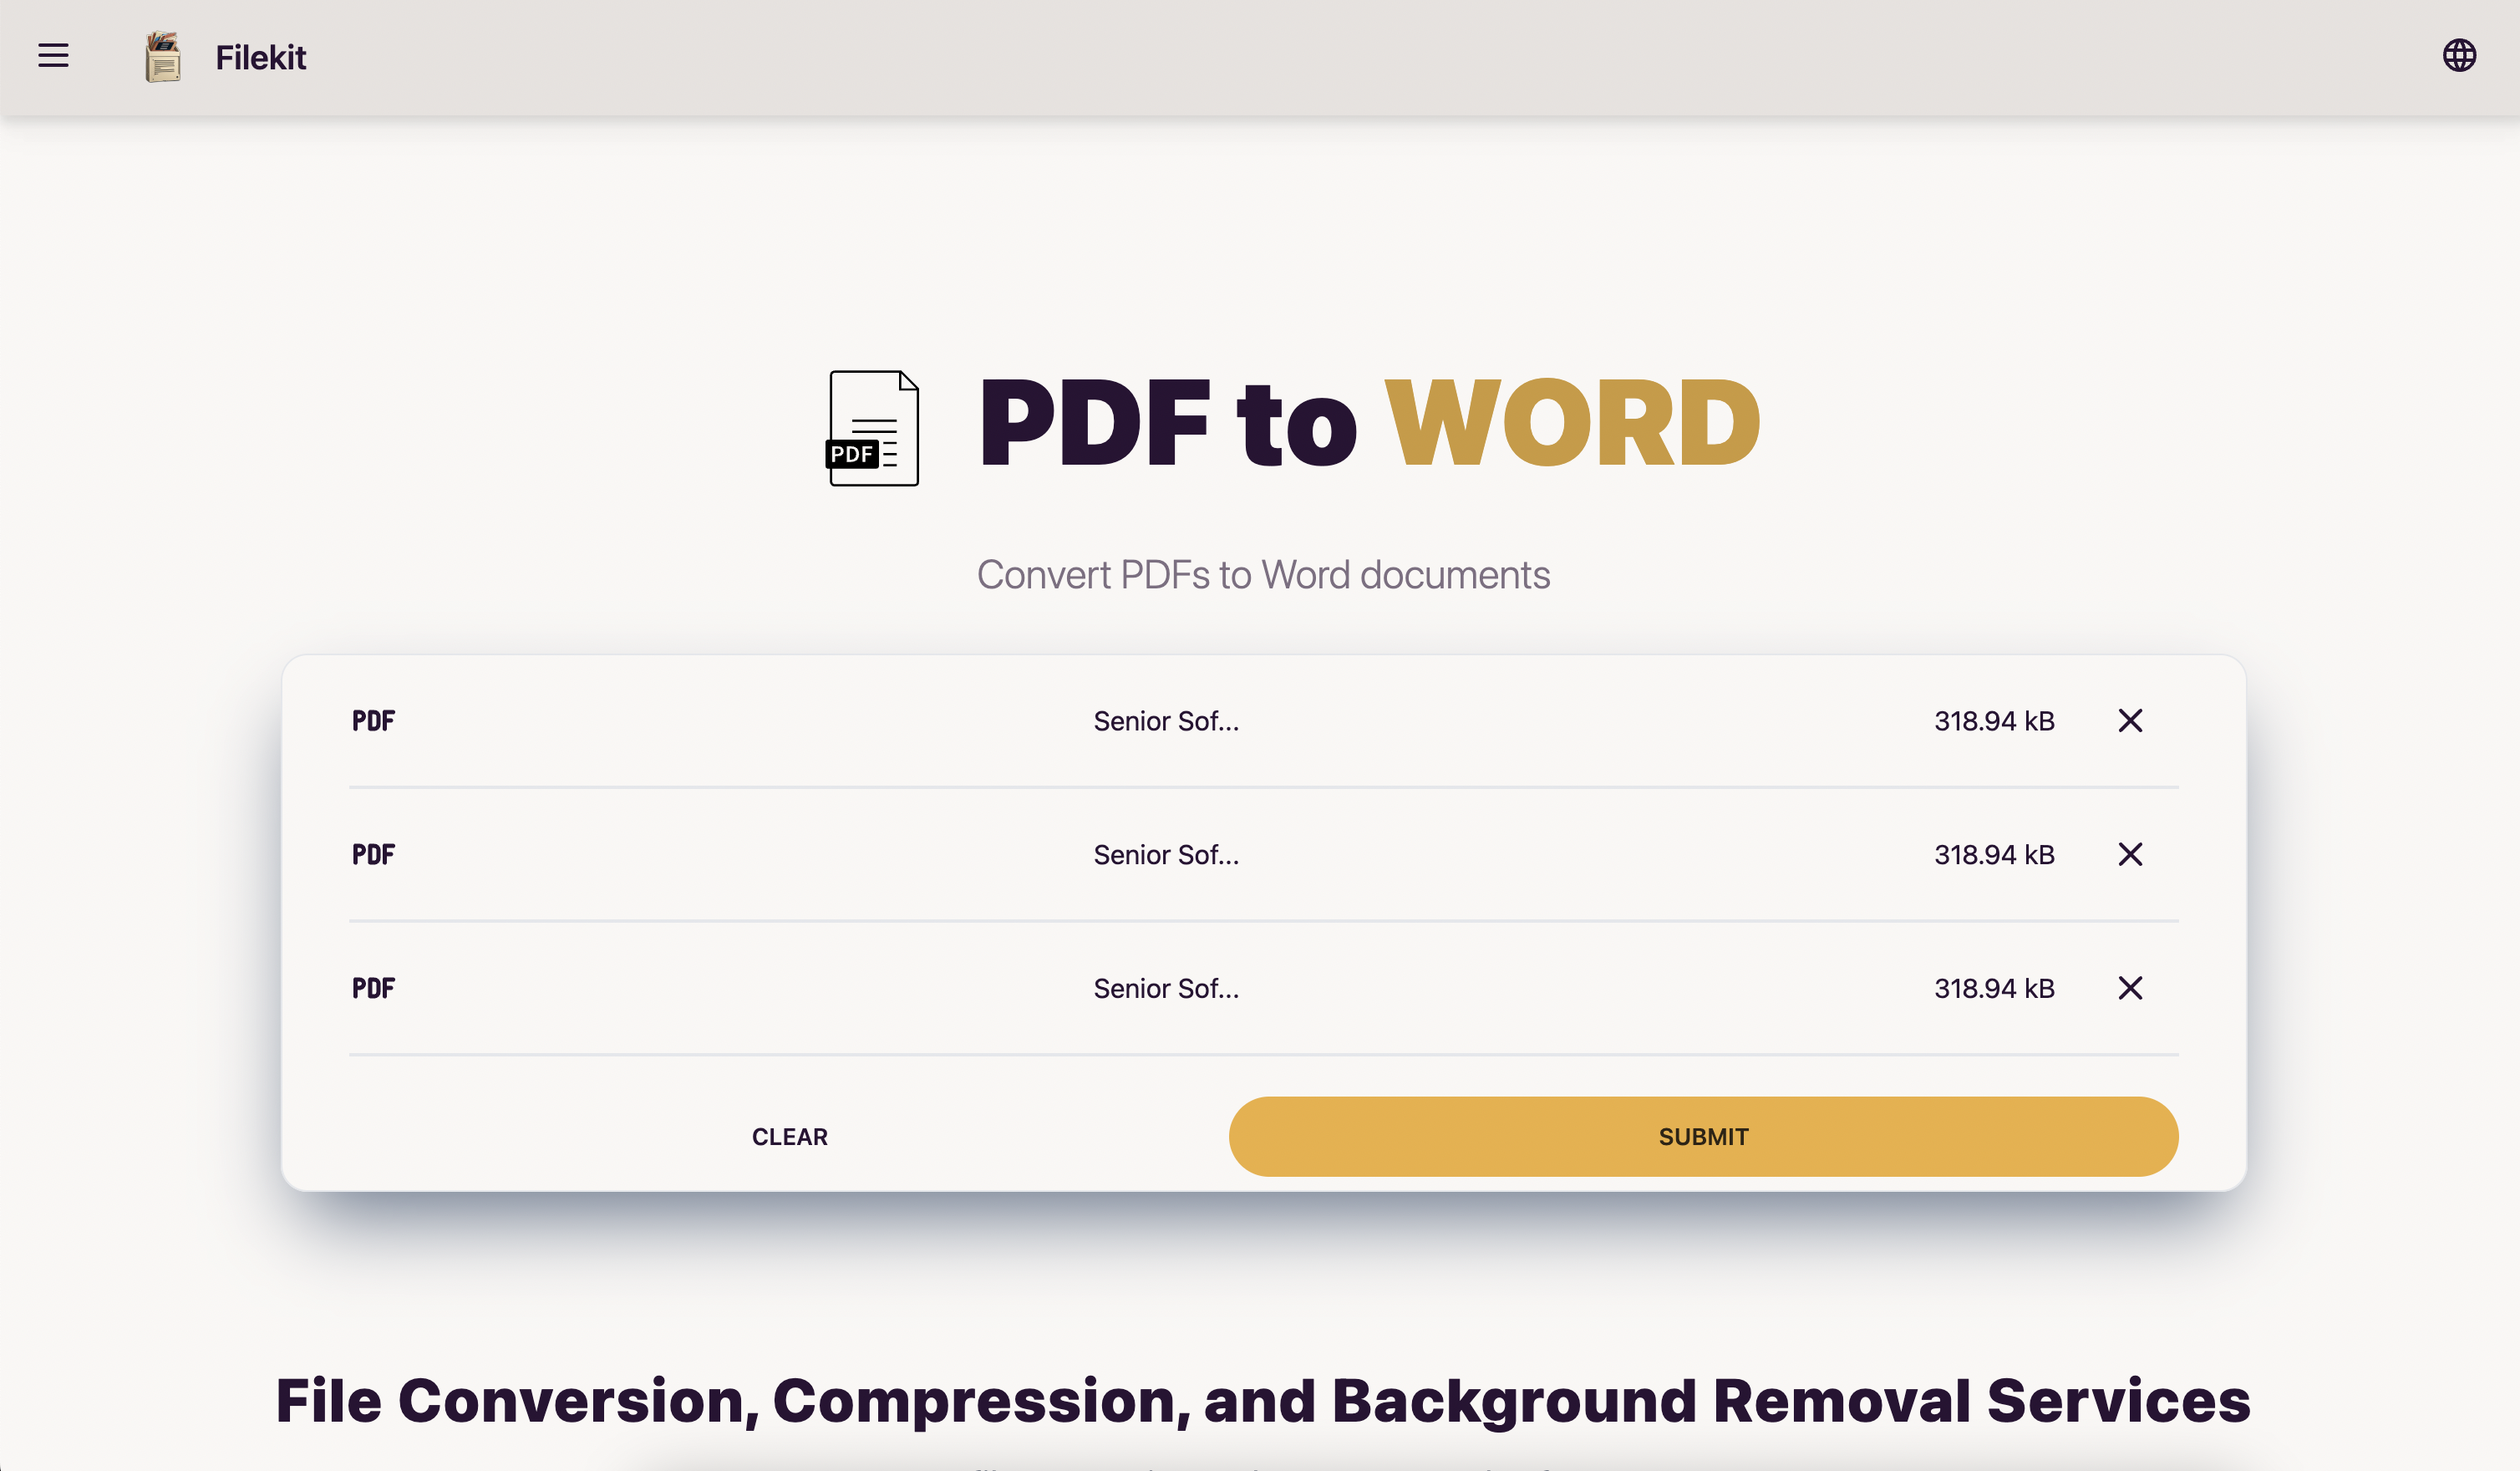 Filekit
PDF
PDF to WORD
Convert PDFs to Word documents
PDF Senior Sof... 318.94 kB
PDF Senior Sof... 318.94 kB
PDF Senior Sof... 318.94 kB
CLEAR SUBMIT
File Conversion, Compression, and Background Removal Services